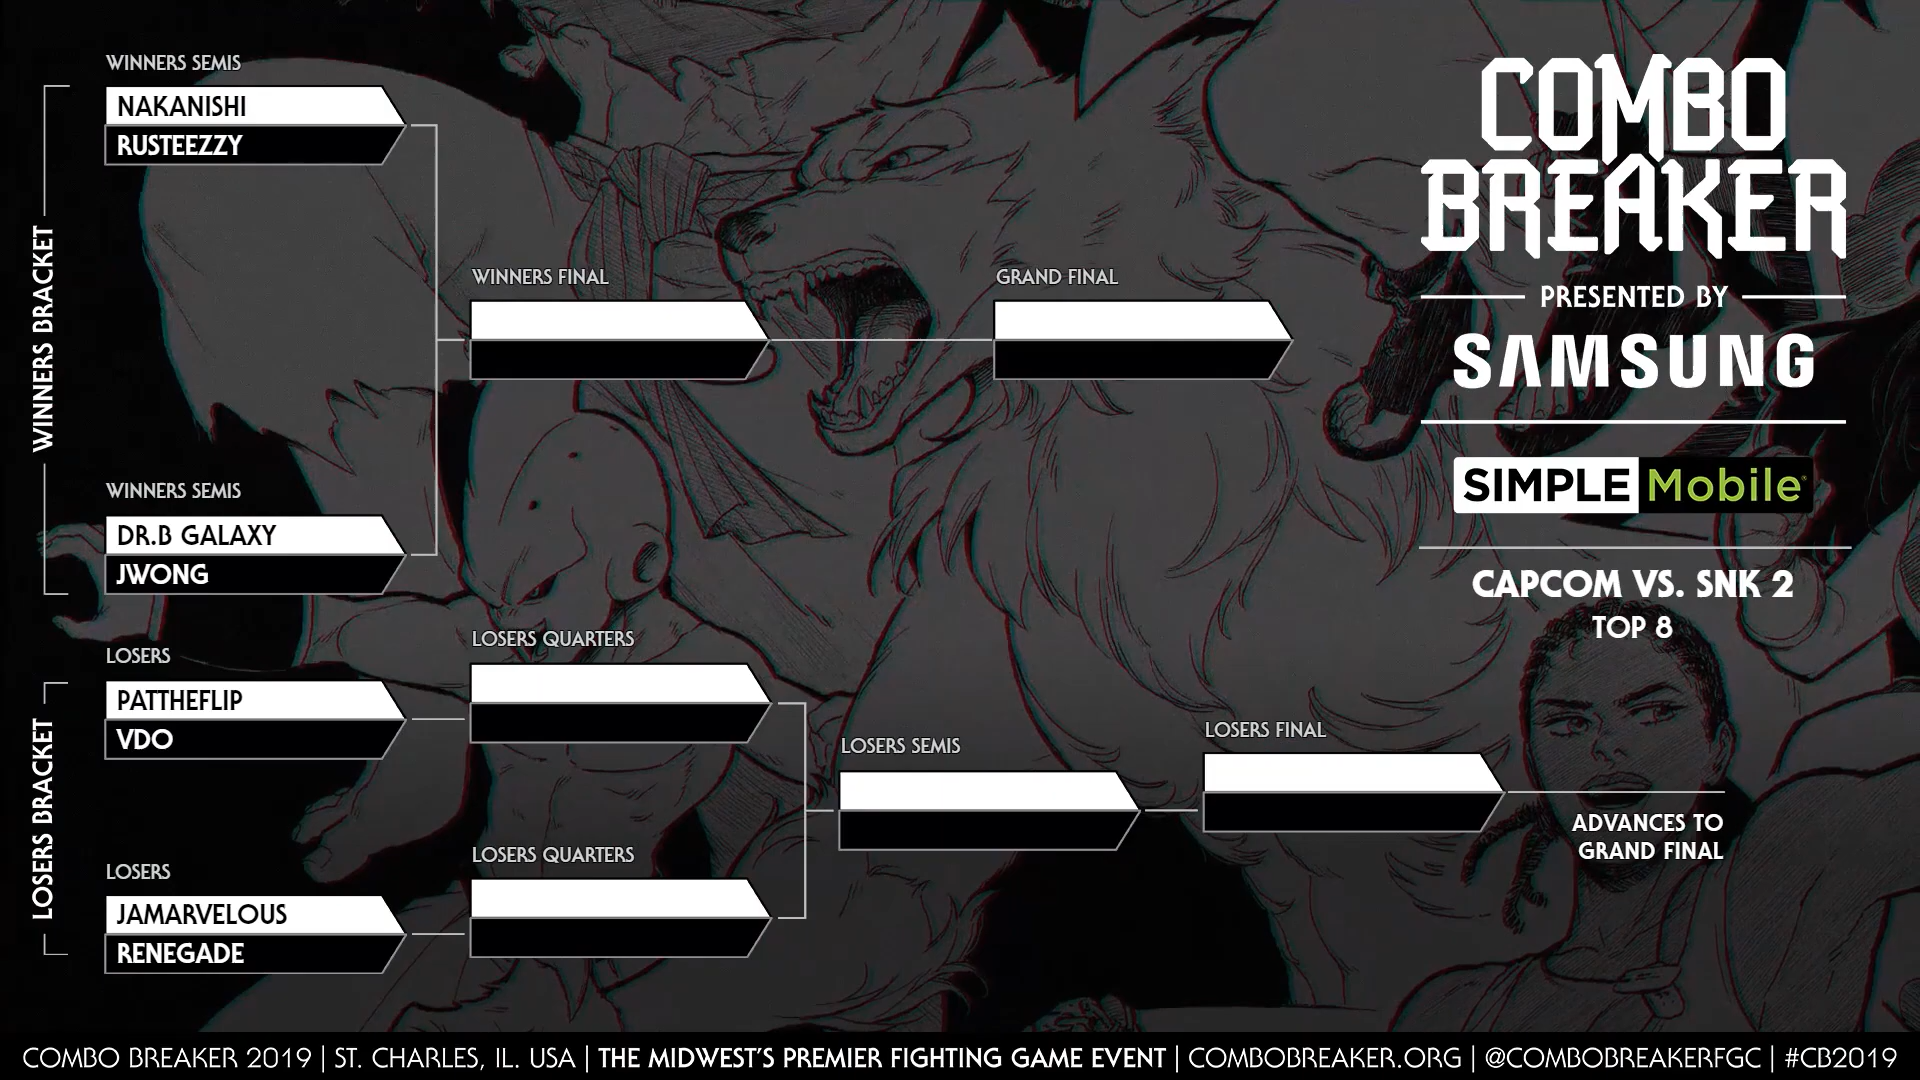 WINNERS SEMIS
NAKANISHI
RUSTEEZZY
WINNERS BRACKET
WINNERS FINAL
GRAND FINAL
WINNERS SEMIS
DR.B GALAXY
JWONG
LOSERS
PATTHEFLIP
VDO
LOSERS BRACKET
LOSERS QUARTERS
LOSERS SEMIS
LOSERS FINAL
ADVANCES TO
GRAND FINAL
LOSERS
JAMARVELOUS
RENEGADE
LOSERS QUARTERS
COMBO
BREAKER
PRESENTED BY
SAMSUNG
SIMPLE Mobile
CAPCOM VS. SNK 2
TOP 8
COMBO BREAKER 2019 | ST. CHARLES, IL. USA | THE MIDWEST'S PREMIER FIGHTING GAME EVENT | COMBOBREAKER.ORG | @COMBOBREAKERFGC | #CB2019